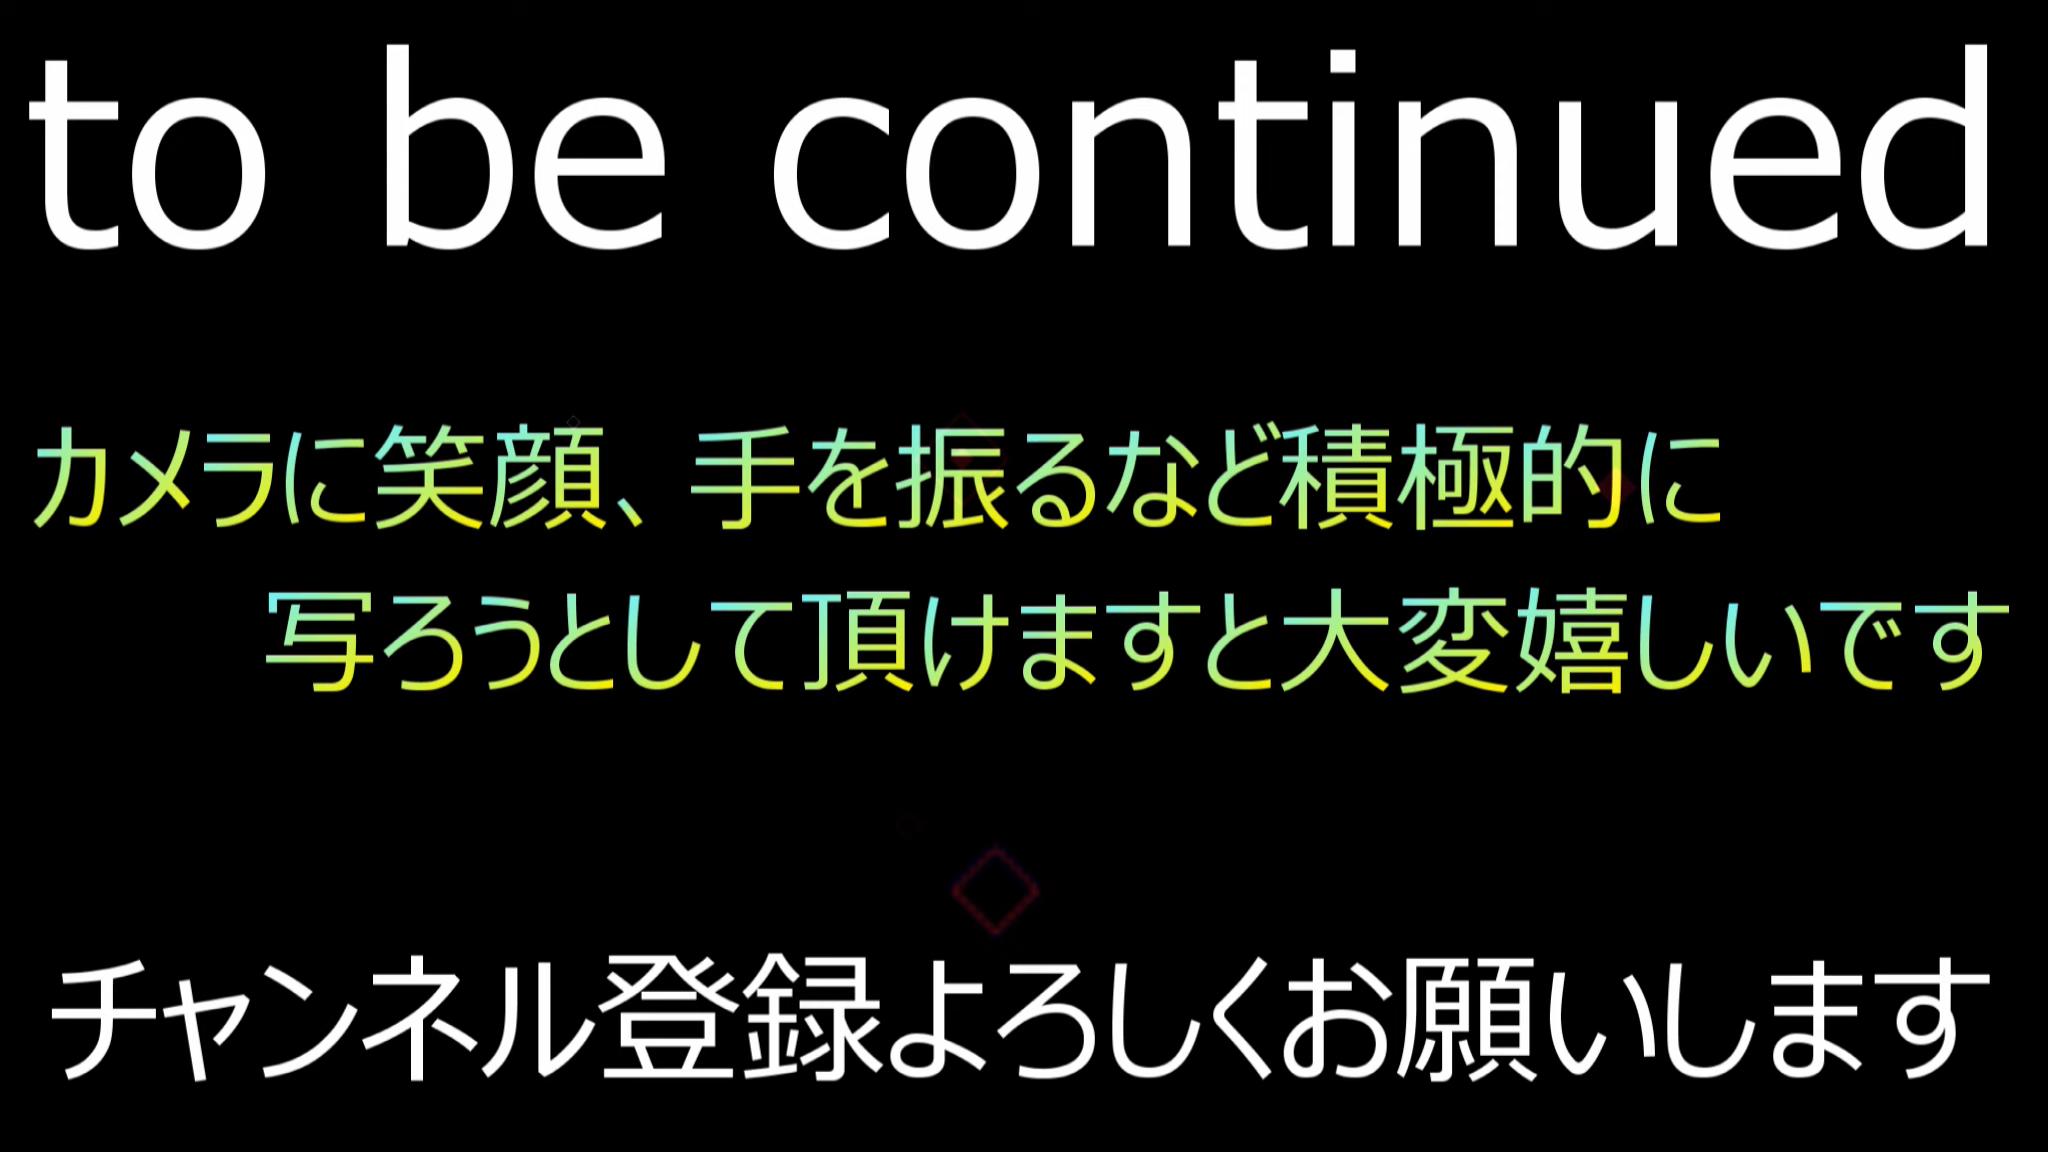 to be continued
カメラに笑顔、手を振るなど積極的に
写ろうとして頂けますと大変嬉しいです
チャンネル登録よろしくお願いします